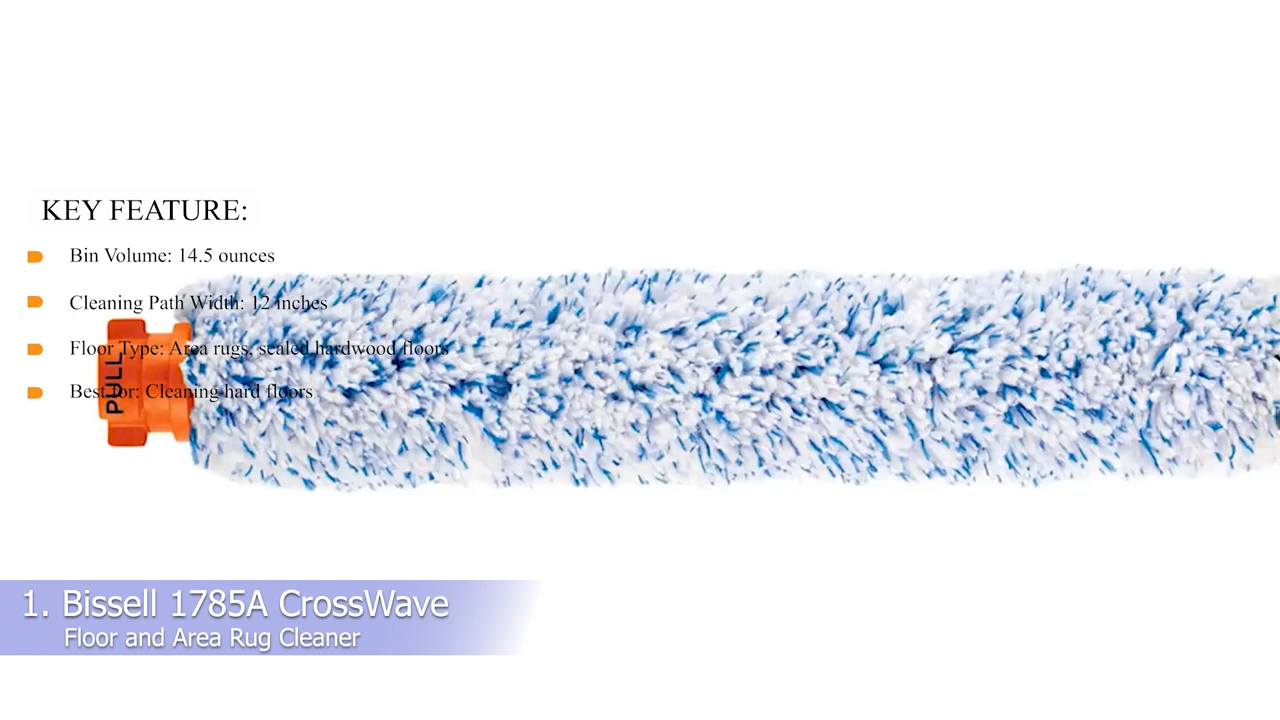 KEY FEATURE:
Bin Volume: 14.5 ounces
Cleaning Path Width: 12 inches
Floor Type: Area rugs, sealed hardwood floors
Best for: Cleaning hard floors
PULL
1. Bissell 1785A CrossWave
Floor and Area Rug Cleaner